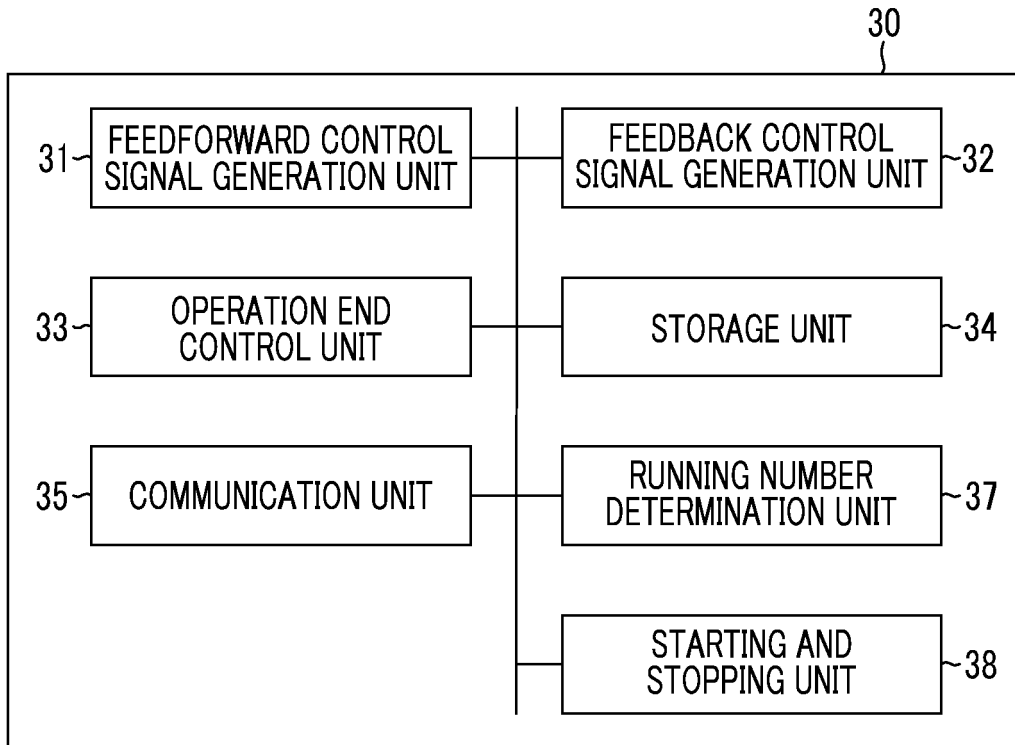 30
31
FEEDFORWARD CONTROL
SIGNAL GENERATION UNIT
FEEDBACK CONTROL
SIGNAL GENERATION UNIT
32
33
OPERATION END
CONTROL UNIT
STORAGE UNIT
34
35
COMMUNICATION UNIT
RUNNING NUMBER
DETERMINATION UNIT
37
STARTING AND
STOPPING UNIT
38